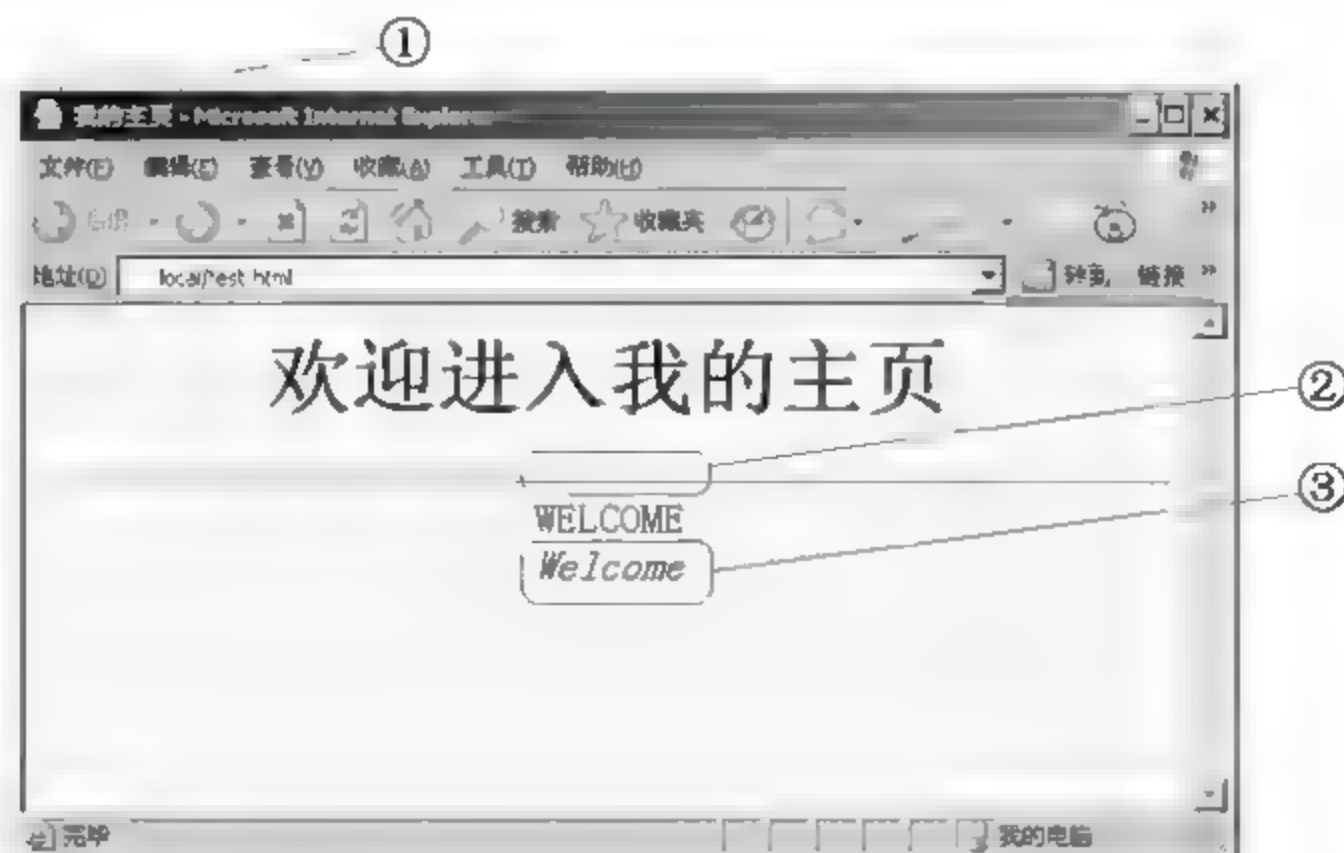 ①
我的主页 - Microsoft Internet Explorer
文件(F) 编辑(E) 查看(V) 收藏(A) 工具(T) 帮助(H)
搜索 收藏夹 »
地址(D) local/test.html 转到 链接 »
欢迎进入我的主页
②
③
WELCOME
Welcome
完毕 我的电脑